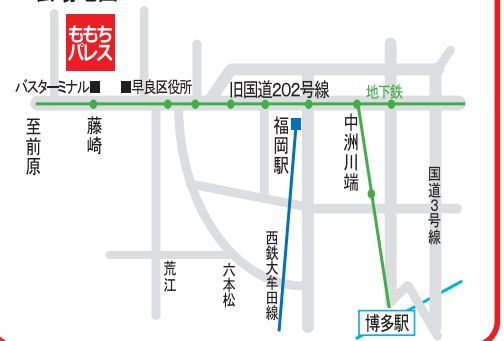 ももち
パレス
バスターミナル■
■早良区役所
旧国道202号線
地下鉄
至前原
藤崎
福岡駅
中洲川端
国道3号線
西鉄大牟田線
荒江
六本松
博多駅